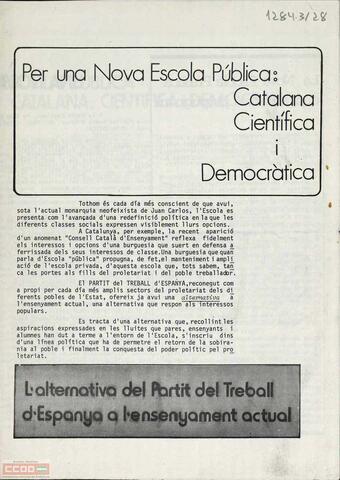 1284.3/28
Per una Nova Escola Pública:
Catalana
Científica
i
Democràtica
Tothom és cada día més conscient de que avui,
sota l'actual monarquia neofeixista de Juan Carlos, l'Escola es
presenta com l'avançada d'una redefinició política en la que les
diferents classes socials expressen visiblement llurs opcions.
A Catalunya, per exemple, la recent aparició
d'un anomenat "Consell Català d'Ensenyament" reflexa fidelment
els interessos i opcions d'una burguesia que surt en defensa a
ferrissada dels seus interesos de classe.Una burguesia que quan
parla d'Escola "pública" propugna, de fet,el manteniment i ampli
ació de l'escola privada, d'aquesta escola que, tots sabem, tan
ca les portes als fills del proletariat i del poble treballador.
El PARTIT del TREBALL d'ESPANYA,reconegut com
a propi per cada dia més amplis sectors del proletariat dels di
ferents pobles de l'Estat, ofereix ja avui una alternativa a
l'ensenyament actual, una alternativa que respon als interessos
populars.
Es tracta d'una alternativa que, recollint les
aspiracions expressades en les lluites que pares, ensenyants i
alumnes han dut a terme a l'entorn de l'Escola, s'inscriu dins
d'una línea política que ha de permetre el retorn de la sobira-
nia al poble i finalment la conquesta del poder polític pel pro
letariat.
L'alternativa del Partit del Treball
d'Espanya a l'ensenyament actual
CCOO